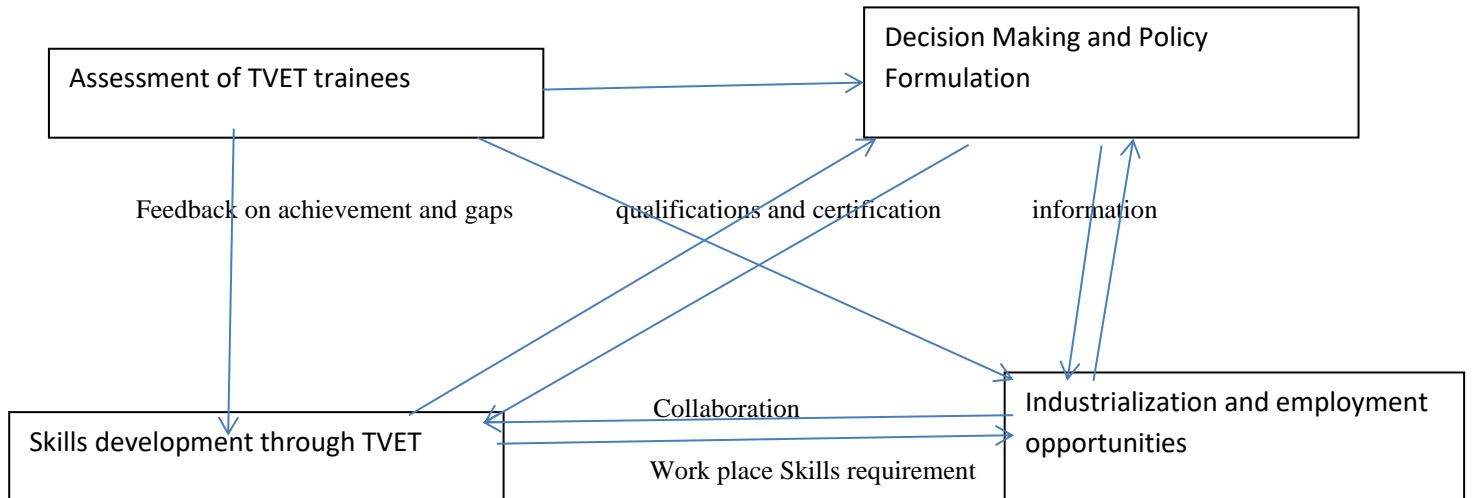 Decision Making and Policy
Formulation
Assessment of TVET trainees
Feedback on achievement and gaps
qualifications and certification
information
Collaboration
Industrialization and employment
opportunities
Skills development through TVET
Work place Skills requirement